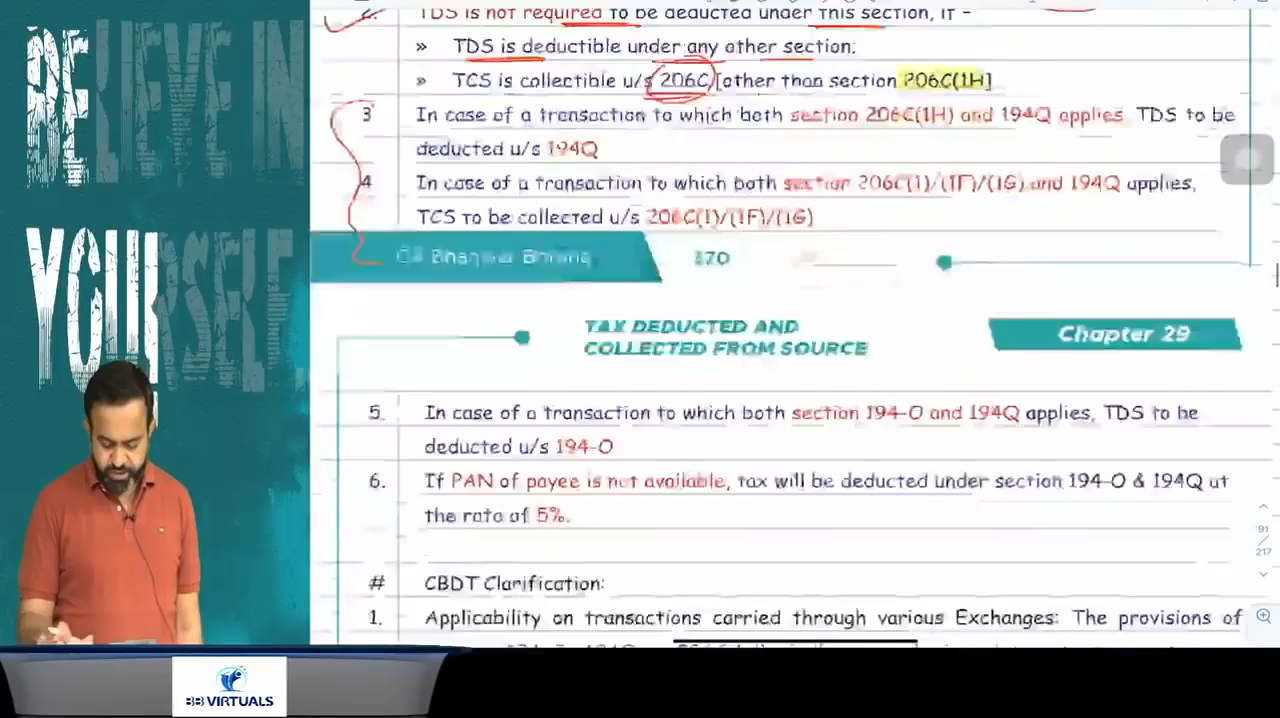 BELIEVE IN
YOURSELF.
TDS is not required to be deducted under this section, if –
» TDS is deductible under any other section;
» TCS is collectible u/s 206C [other than section 206C(1H)]
3 In case of a transaction to which both section 206C(1H) and 194Q applies, TDS to be
deducted u/s 194Q
4 In case of a transaction to which both section 206C(1)/(1F)/(1G) and 194Q applies,
TCS to be collected u/s 206C(1)/(1F)/(1G)
CA Bhanwar Borana
170
TAX DEDUCTED AND
COLLECTED FROM SOURCE
Chapter 29
5. In case of a transaction to which both section 194-O and 194Q applies, TDS to be
deducted u/s 194-O
6. If PAN of payee is not available, tax will be deducted under section 194-O & 194Q at
the rate of 5%.
# CBDT Clarification:
1. Applicability on transactions carried through various Exchanges: The provisions of
91
/
217
BB VIRTUALS